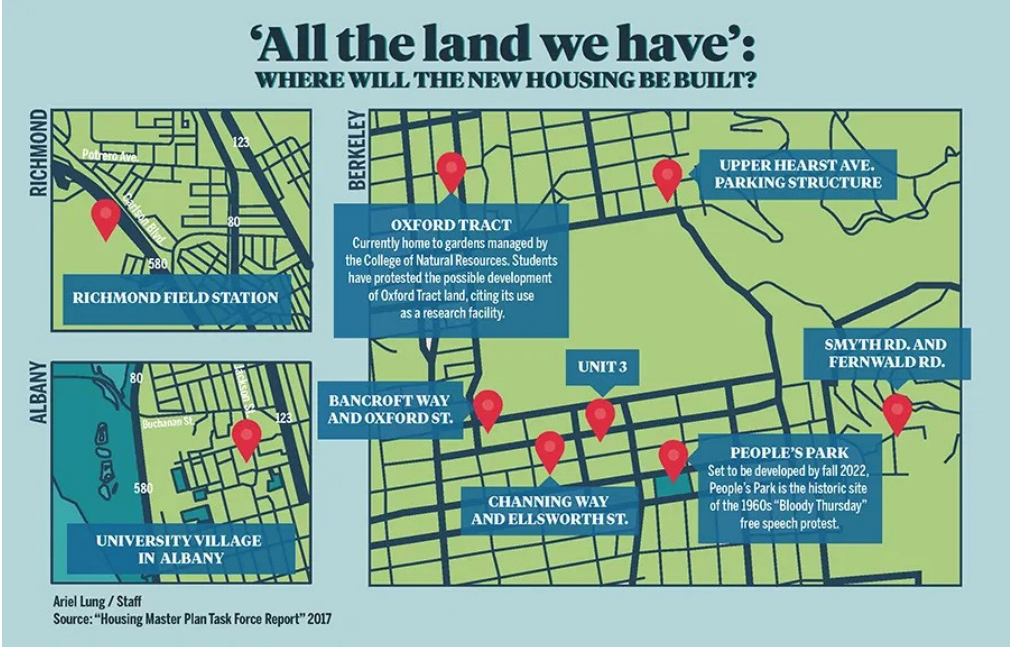 ‘All the land we have’:
WHERE WILL THE NEW HOUSING BE BUILT?
RICHMOND
Potrero Ave.
Carlson Blvd.
123
80
580
RICHMOND FIELD STATION
ALBANY
80
Buchanan St.
Jackson St.
123
580
UNIVERSITY VILLAGE
IN ALBANY
BERKELEY
UPPER HEARST AVE.
PARKING STRUCTURE
OXFORD TRACT
Currently home to gardens managed by
the College of Natural Resources. Students
have protested the possible development
of Oxford Tract land, citing its use
as a research facility.
SMYTH RD. AND
FERNWALD RD.
UNIT 3
BANCROFT WAY
AND OXFORD ST.
CHANNING WAY
AND ELLSWORTH ST.
PEOPLE'S PARK
Set to be developed by fall 2022,
People's Park is the historic site
of the 1960s “Bloody Thursday”
free speech protest.
Ariel Lung / Staff
Source: “Housing Master Plan Task Force Report” 2017